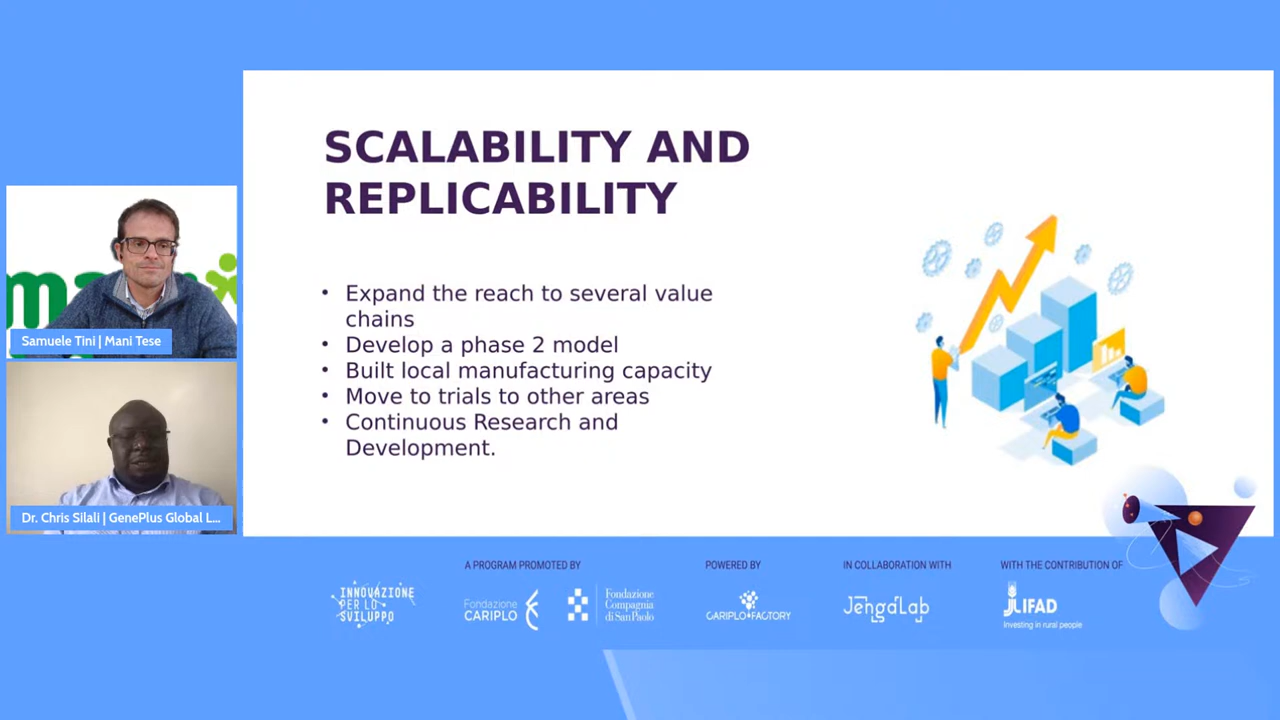 SCALABILITY AND
REPLICABILITY
• Expand the reach to several value
chains
• Develop a phase 2 model
• Built local manufacturing capacity
• Move to trials to other areas
• Continuous Research and
Development.
Samuele Tini | Mani Tese
Dr. Chris Silali | GenePlus Global L...
A PROGRAM PROMOTED BY
POWERED BY
IN COLLABORATION WITH
WITH THE CONTRIBUTION OF
INNOVAZIONE
PER LO
SVILUPPO
Fondazione
CARIPLO
Fondazione
Compagnia
di SanPaolo
CARIPLO FACTORY
JengaLab
JLIFAD
Investing in rural people